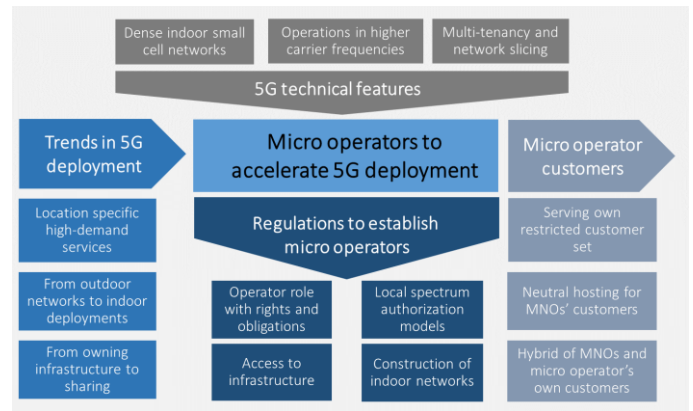 Dense indoor small
cell networks
Operations in higher
carrier frequencies
Multi-tenancy and
network slicing
5G technical features
Trends in 5G
deployment
Micro operators to
accelerate 5G deployment
Micro operator
customers
Location specific
high-demand
services
From outdoor
networks to indoor
deployments
From owning
infrastructure to
sharing
Regulations to establish
micro operators
Operator role
with rights and
obligations
Local spectrum
authorization
models
Access to
infrastructure
Construction of
indoor networks
Serving own
restricted customer
set
Neutral hosting for
MNOs' customers
Hybrid of MNOs and
micro operator's
own customers